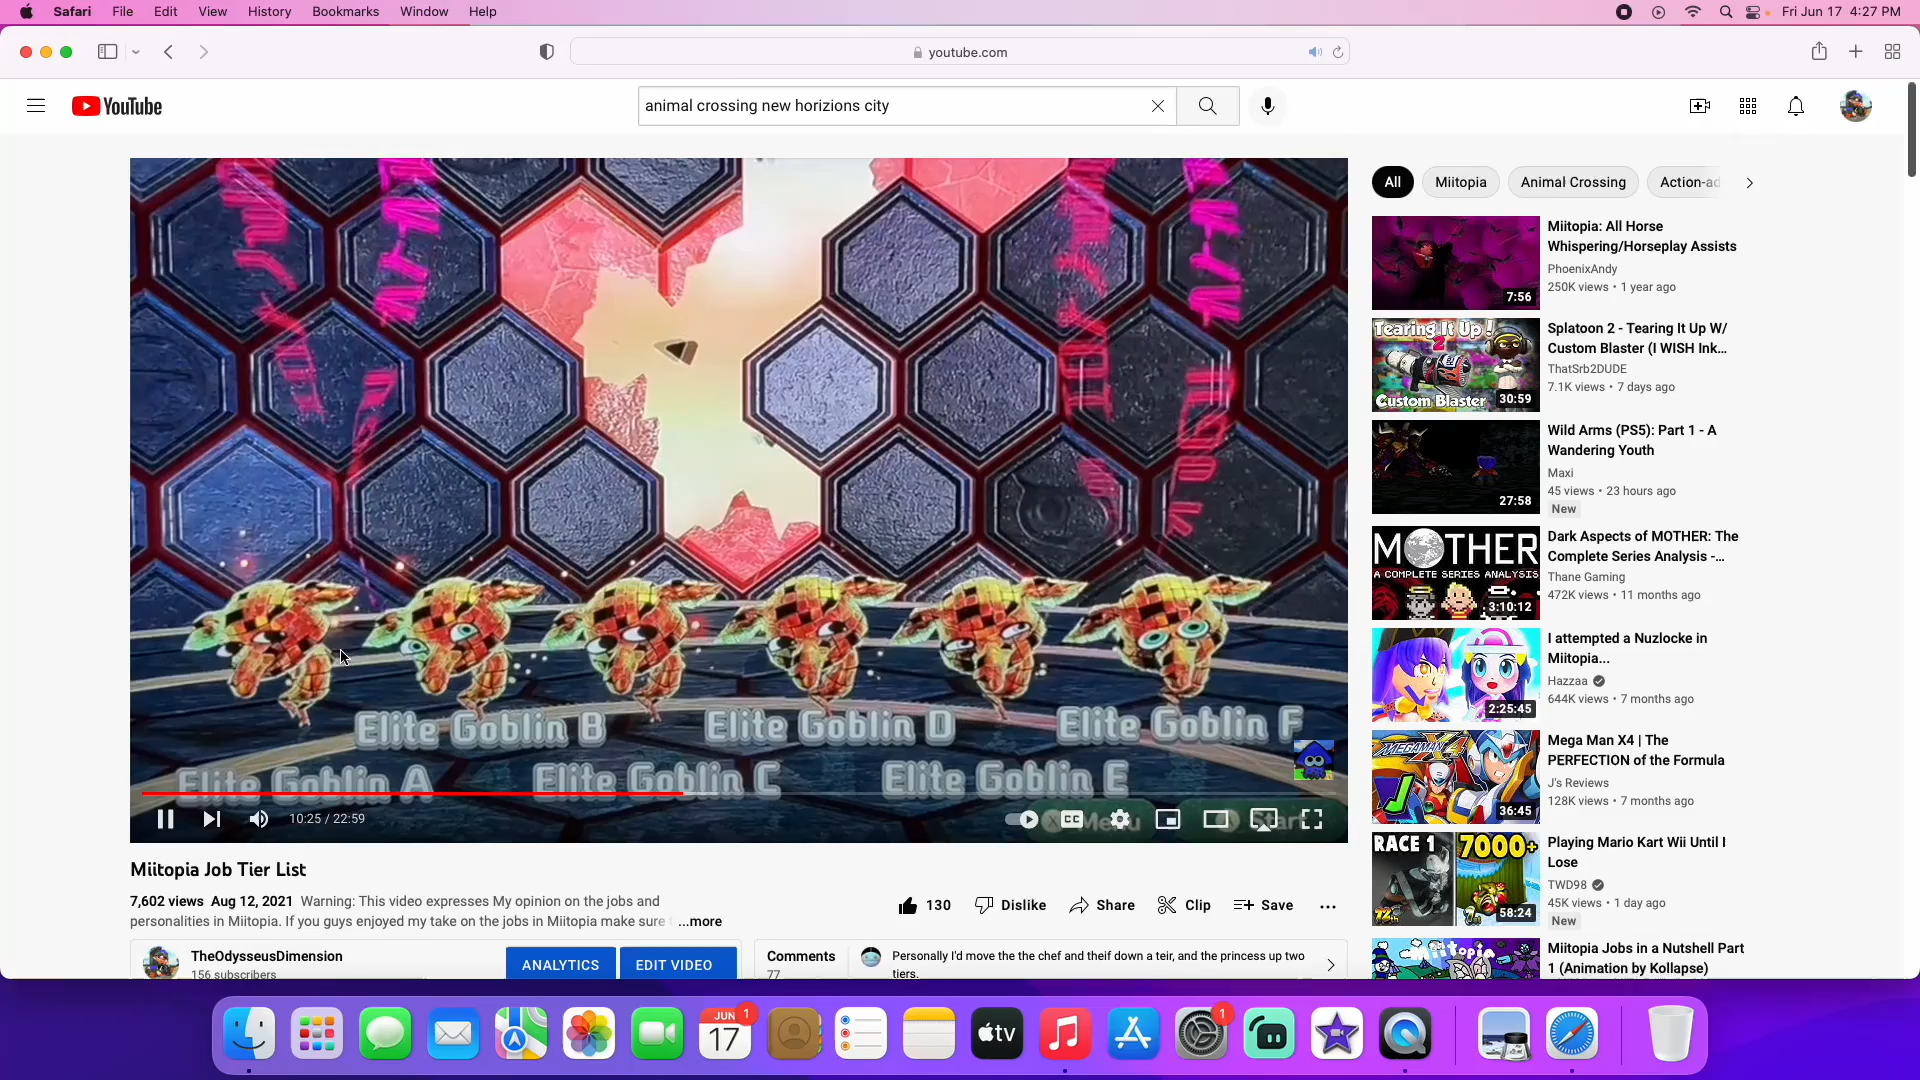 Safari File Edit View History Bookmarks Window Help
Fri Jun 17 4:27 PM
youtube.com
YouTube
animal crossing new horizions city
Elite Goblin B Elite Goblin D Elite Goblin F
Elite Goblin A Elite Goblin C Elite Goblin E
10:25 / 22:59
CC
Menu
Start
Miitopia Job Tier List
7,602 views Aug 12, 2021 Warning: This video expresses My opinion on the jobs and
personalities in Miitopia. If you guys enjoyed my take on the jobs in Miitopia make sure ...more
130 Dislike Share Clip Save
TheOdysseusDimension
156 subscribers
ANALYTICS EDIT VIDEO
Comments
77
Personally I'd move the the chef and theif down a teir, and the princess up two
tiers.
All Miitopia Animal Crossing Action-ad
7:56
Miitopia: All Horse
Whispering/Horseplay Assists
PhoenixAndy
250K views • 1 year ago
Tearing It Up!
2
Custom Blaster
30:59
Splatoon 2 - Tearing It Up W/
Custom Blaster (I WISH Ink...
ThatSrb2DUDE
7.1K views • 7 days ago
27:58
Wild Arms (PS5): Part 1 - A
Wandering Youth
Maxi
45 views • 23 hours ago
New
MOTHER
A COMPLETE SERIES ANALYSIS
3:10:12
Dark Aspects of MOTHER: The
Complete Series Analysis -...
Thane Gaming
472K views • 11 months ago
2:25:45
I attempted a Nuzlocke in
Miitopia...
Hazzaa
644K views • 7 months ago
MEGAMAN X4
36:45
Mega Man X4 | The
PERFECTION of the Formula
J's Reviews
128K views • 7 months ago
RACE 1
7000+
72nd
58:24
Playing Mario Kart Wii Until I
Lose
TWD98
45K views • 1 day ago
New
miitopia
Miitopia Jobs in a Nutshell Part
1 (Animation by Kollapse)
JUN
17
1
tv
1